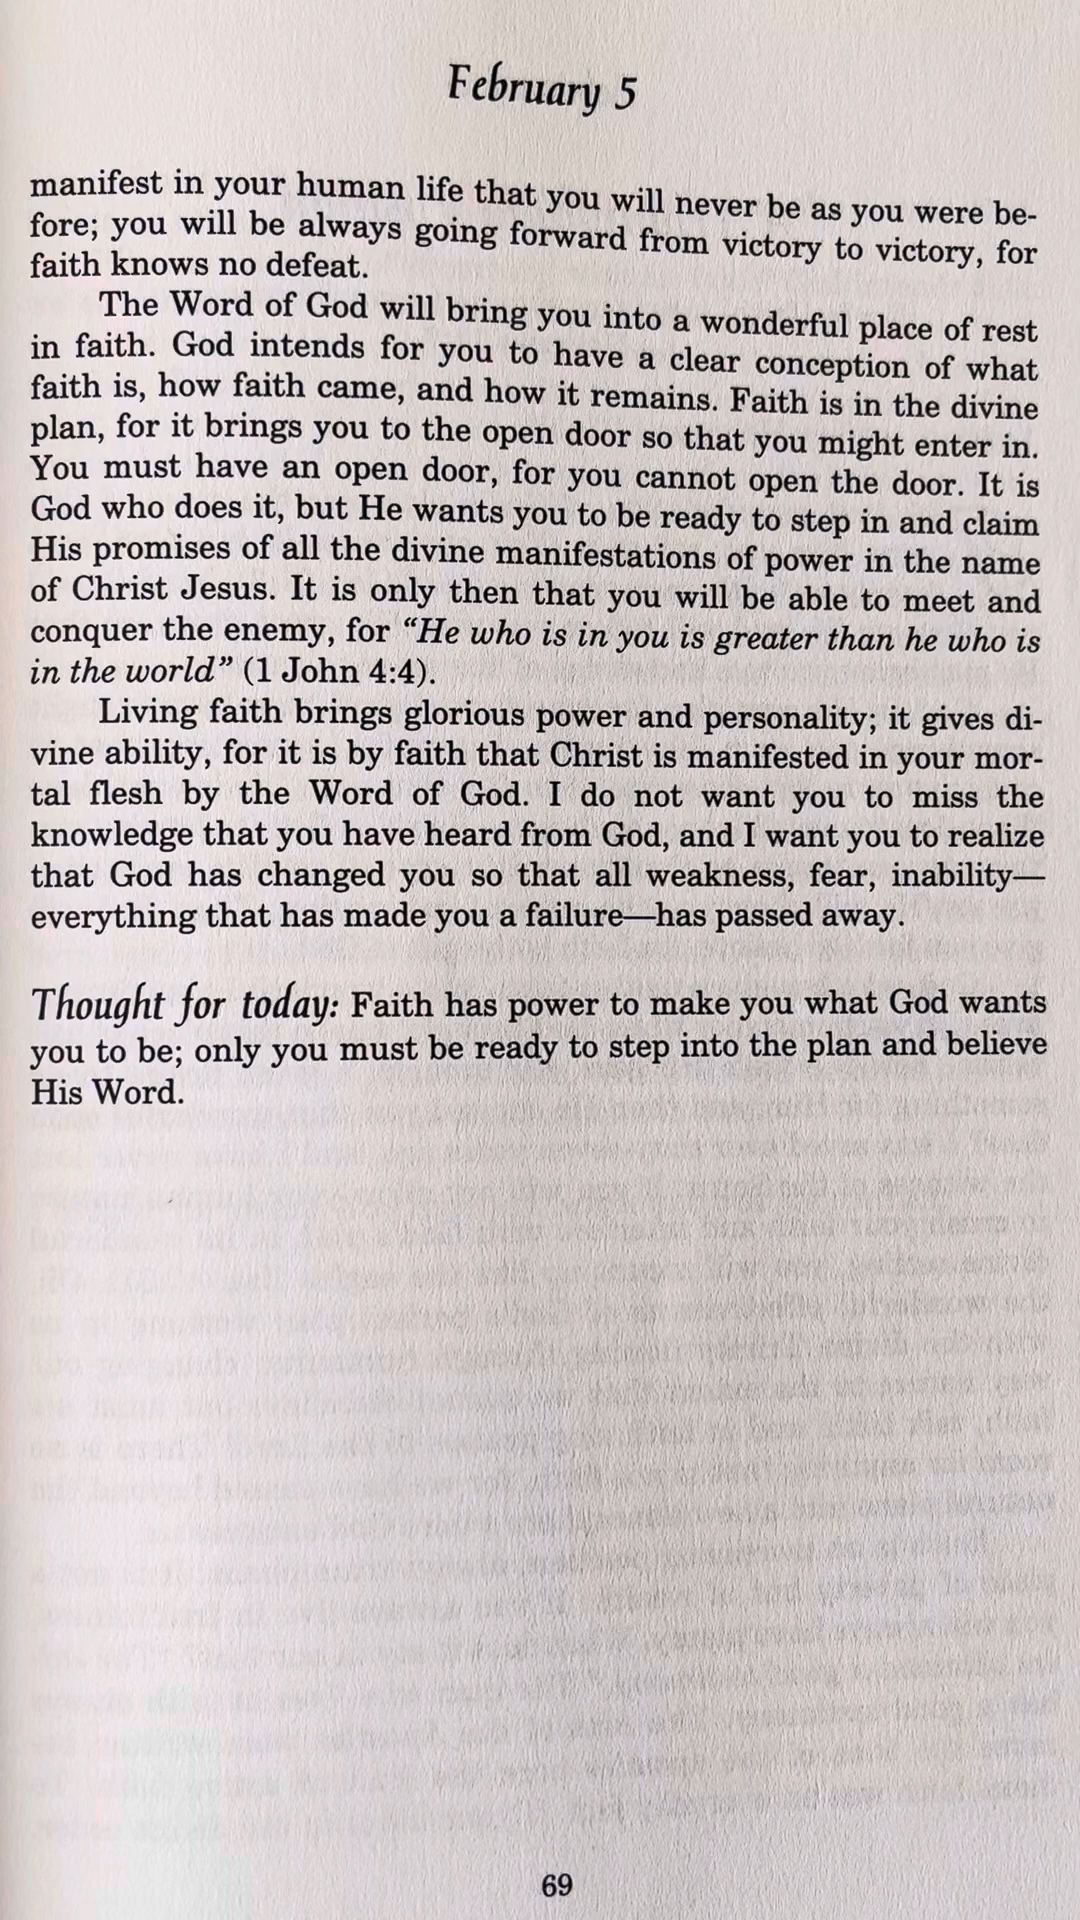 February 5
manifest in your human life that you will never be as you were be-
fore; you will be always going forward from victory to victory, for
faith knows no defeat.
The Word of God will bring you into a wonderful place of rest
in faith. God intends for you to have a clear conception of what
faith is, how faith came, and how it remains. Faith is in the divine
plan, for it brings you to the open door so that you might enter in.
You must have an open door, for you cannot open the door. It is
God who does it, but He wants you to be ready to step in and claim
His promises of all the divine manifestations of power in the name
of Christ Jesus. It is only then that you will be able to meet and
conquer the enemy, for “He who is in you is greater than he who is
in the world” (1 John 4:4).
Living faith brings glorious power and personality; it gives di-
vine ability, for it is by faith that Christ is manifested in your mor-
tal flesh by the Word of God. I do not want you to miss the
knowledge that you have heard from God, and I want you to realize
that God has changed you so that all weakness, fear, inability—
everything that has made you a failure—has passed away.
Thought for today: Faith has power to make you what God wants
you to be; only you must be ready to step into the plan and believe
His Word.
69